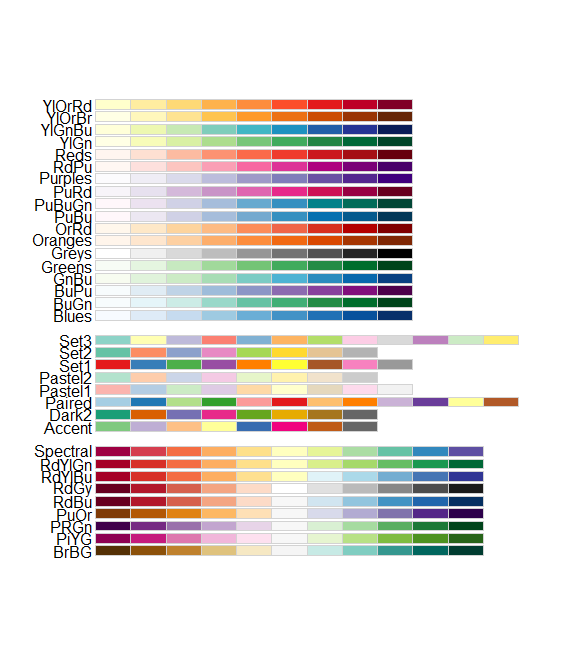 YlOrRd
YlOrBr
YlGnBu
YlGn
Reds
RdPu
Purples
PuRd
PuBuGn
PuBu
OrRd
Oranges
Greys
Greens
GnBu
BuPu
BuGn
Blues
Set3
Set2
Set1
Pastel2
Pastel1
Paired
Dark2
Accent
Spectral
RdYlGn
RdYlBu
RdGy
RdBu
PuOr
PRGn
PiYG
BrBG